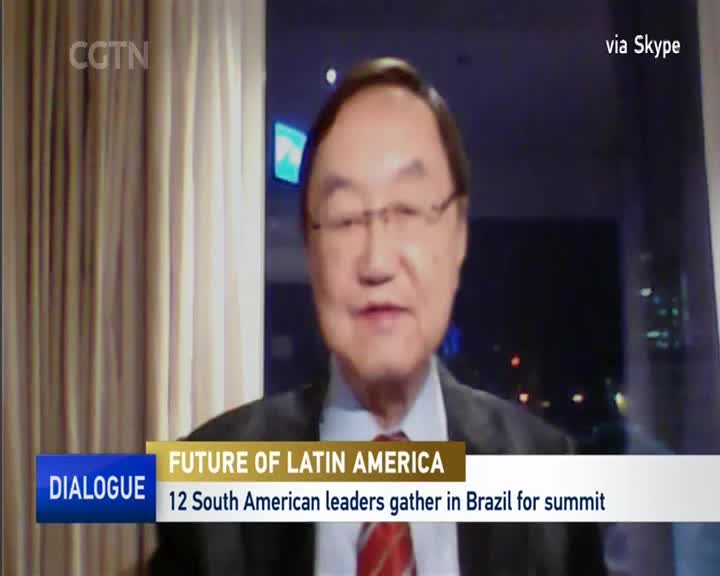 CGTN
via Skype
FUTURE OF LATIN AMERICA
DIALOGUE
12 South American leaders gather in Brazil for summit